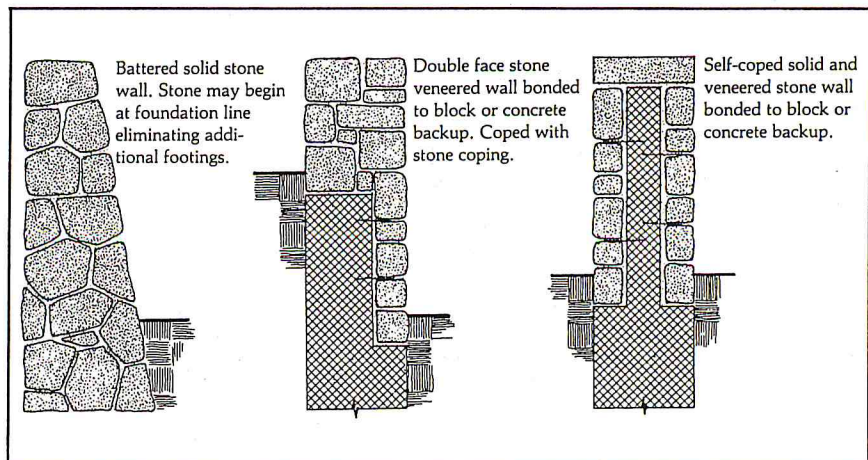 Battered solid stone
wall. Stone may begin
at foundation line
eliminating addi-
tional footings.
Double face stone
veneered wall bonded
to block or concrete
backup. Coped with
stone coping.
Self-coped solid and
veneered stone wall
bonded to block or
concrete backup.